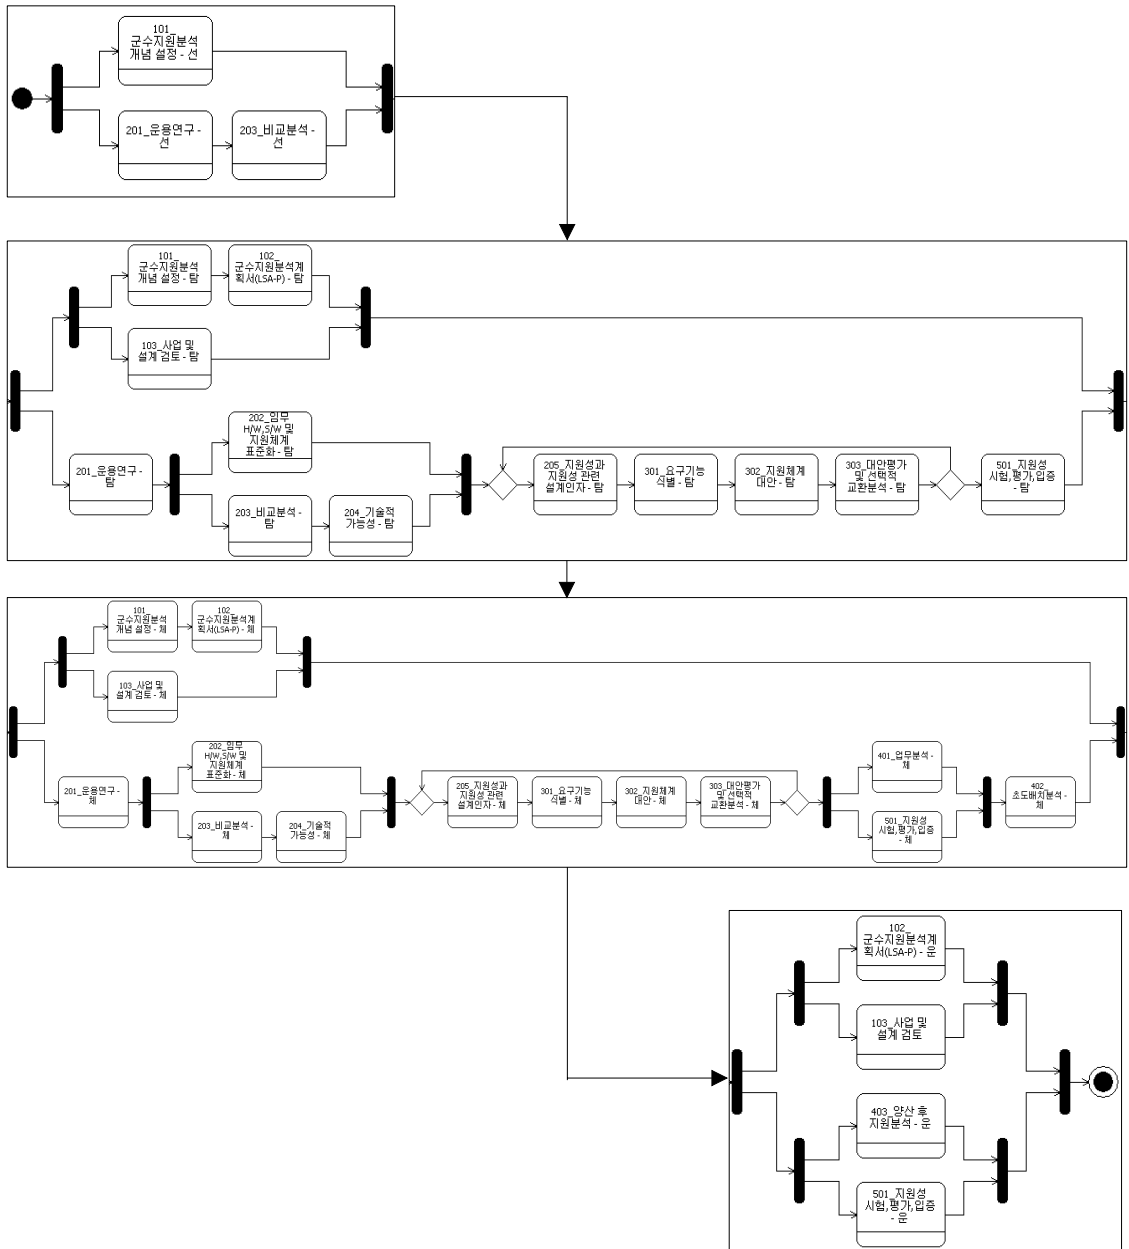 101_
군수지원분석
개념 설정 - 선
201_운용연구 -
선
203_비교분석 -
선
101_
군수지원분석
개념 설정 - 탐
102_
군수지원분석계
획서(LSA-P) - 탐
103_사업 및
설계 검토 - 탐
201_운용연구 -
탐
202_임무
H/W,S/W 및
지원체계
표준화 - 탐
203_비교분석 -
탐
204_기술적
가능성 - 탐
205_지원성과
지원성 관련
설계인자 - 탐
301_요구기능
식별 - 탐
302_지원체계
대안 - 탐
303_대안평가
및 선택적
교환분석 - 탐
501_지원성
시험,평가,입증
- 탐
101_
군수지원분석
개념 설정 - 체
102_
군수지원분석계
획서(LSA-P) - 체
103_사업 및
설계 검토 - 체
201_운용연구 -
체
202_임무
H/W,S/W 및
지원체계
표준화 - 체
203_비교분석 -
체
204_기술적
가능성 - 체
205_지원성과
지원성 관련
설계인자 - 체
301_요구기능
식별 - 체
302_지원체계
대안 - 체
303_대안평가
및 선택적
교환분석 - 체
401_업무분석 -
체
501_지원성
시험,평가,입증
- 체
402_
초도배치분석 -
체
102_
군수지원분석계
획서(LSA-P) - 운
103_사업 및
설계 검토
403_양산 후
지원분석 - 운
501_지원성
시험,평가,입증
- 운